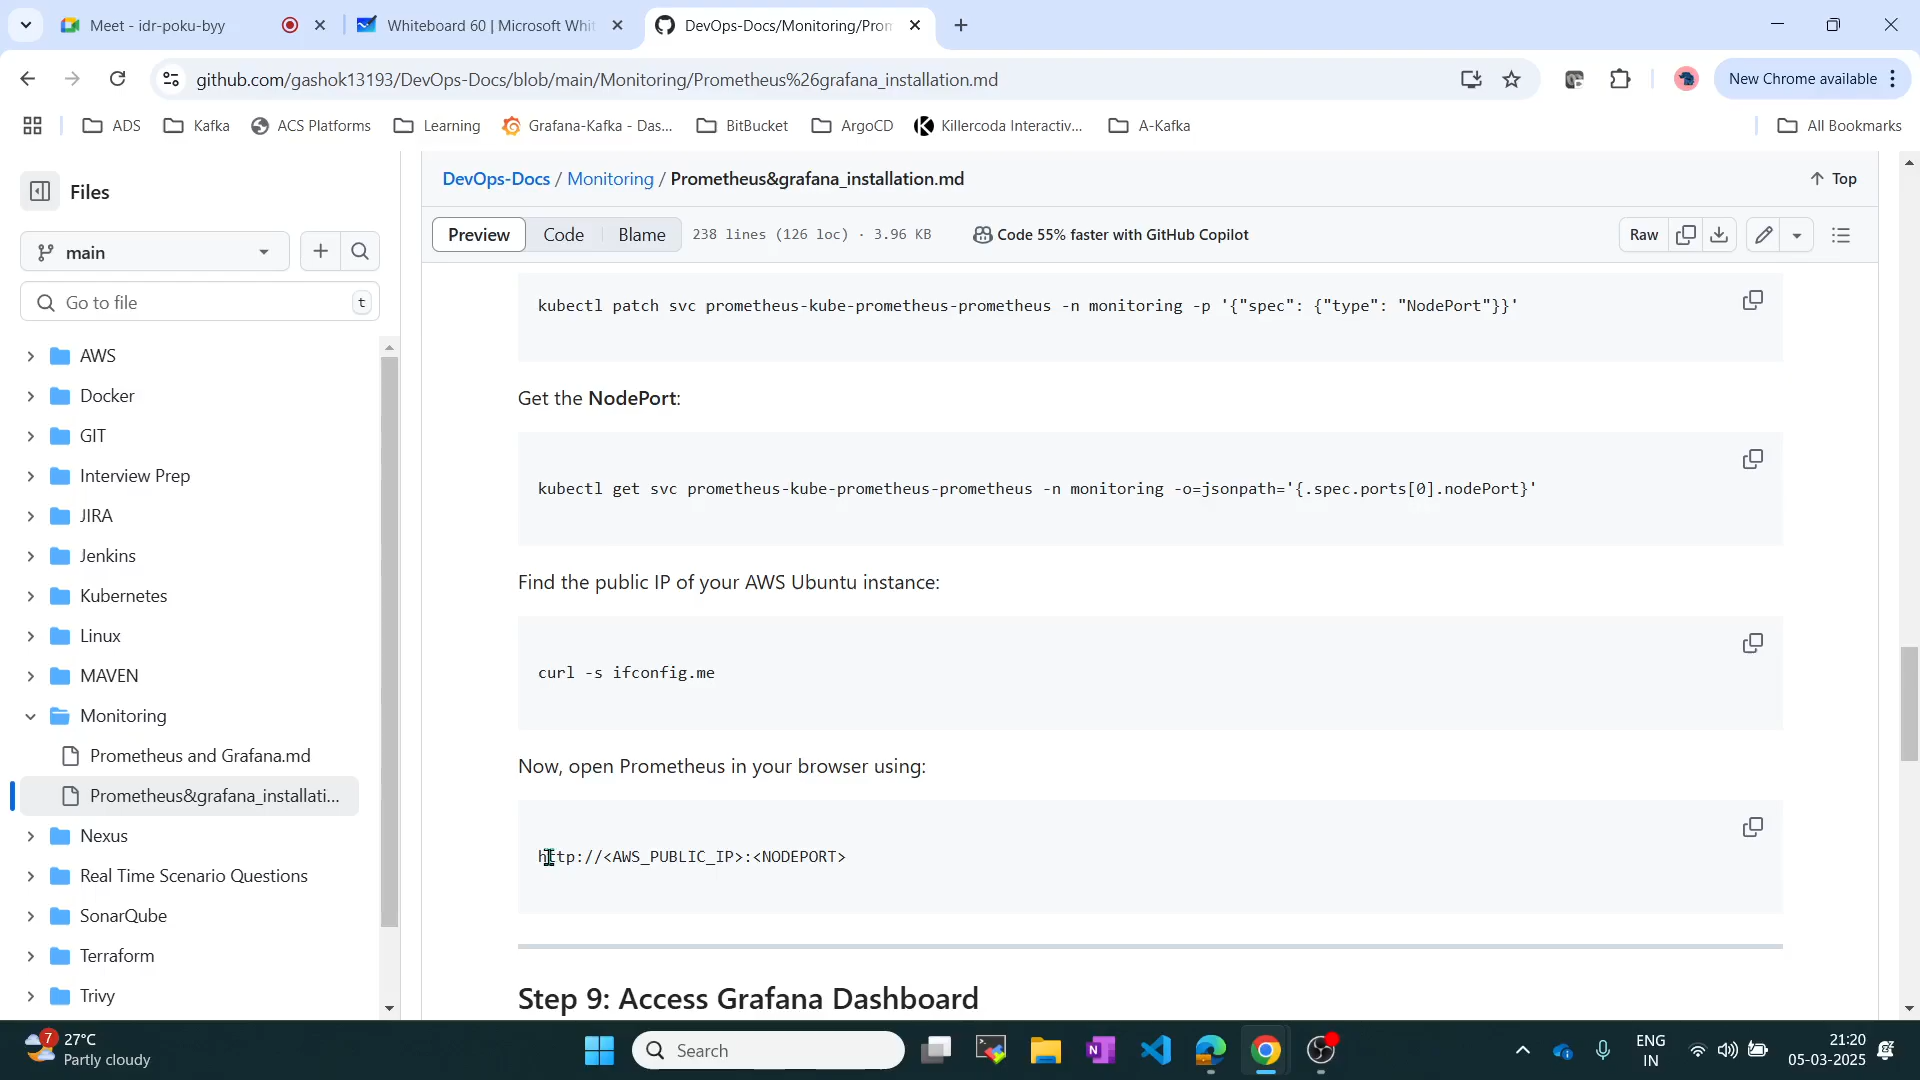 Meet - idr-poku-byy
Whiteboard 60 | Microsoft Whi
DevOps-Docs/Monitoring/Prom
github.com/gashok13193/DevOps-Docs/blob/main/Monitoring/Prometheus%26grafana_installation.md
New Chrome available
ADS
Kafka
ACS Platforms
Learning
Grafana-Kafka - Das...
BitBucket
ArgoCD
Killercoda Interactiv...
A-Kafka
All Bookmarks
Files
main
Go to file
t
AWS
Docker
GIT
Interview Prep
JIRA
Jenkins
Kubernetes
Linux
MAVEN
Monitoring
Prometheus and Grafana.md
Prometheus&grafana_installati...
Nexus
Real Time Scenario Questions
SonarQube
Terraform
Trivy
DevOps-Docs / Monitoring / Prometheus&grafana_installation.md
Top
Preview
Code
Blame
238 lines (126 loc) · 3.96 KB
Code 55% faster with GitHub Copilot
Raw
kubectl patch svc prometheus-kube-prometheus-prometheus -n monitoring -p '{"spec": {"type": "NodePort"}}'
Get the NodePort:
kubectl get svc prometheus-kube-prometheus-prometheus -n monitoring -o=jsonpath='{.spec.ports[0].nodePort}'
Find the public IP of your AWS Ubuntu instance:
curl -s ifconfig.me
Now, open Prometheus in your browser using:
http://<AWS_PUBLIC_IP>:<NODEPORT>
Step 9: Access Grafana Dashboard
7
27°C
Partly cloudy
Search
ENG
IN
21:20
05-03-2025